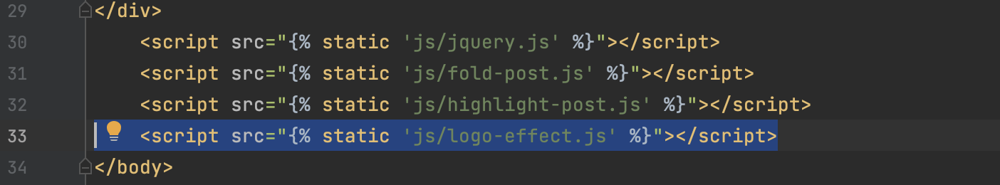 29 </div>
30 <script src="{% static 'js/jquery.js' %}"></script>
31 <script src="{% static 'js/fold-post.js' %}"></script>
32 <script src="{% static 'js/highlight-post.js' %}"></script>
33 <script src="{% static 'js/logo-effect.js' %}"></script>
34 </body>